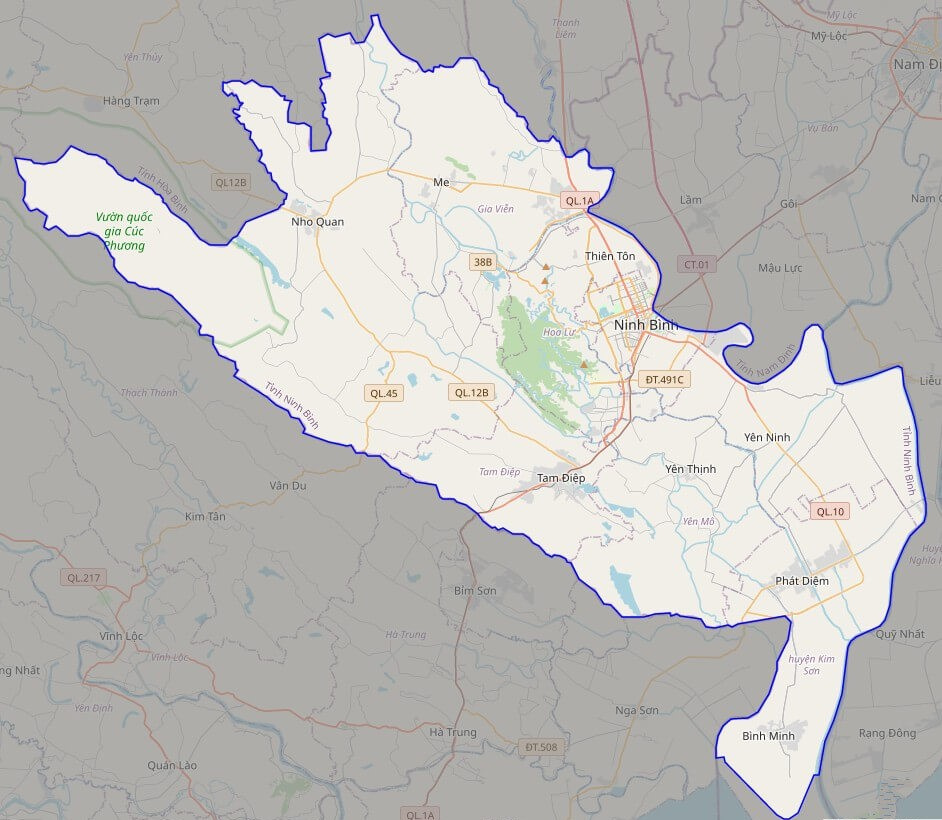 Thanh
Liêm
Mỹ Lộc
Mỹ Lộc
Yên Thủy
Nam Đị
Hàng Trạm
Vụ Bản
Tỉnh Hòa Bình
QL12B
Me
Lâm
Gôi
Nam C
QL.1A
Gia Viễn
Nho Quan
Vườn quốc
gia Cúc
Phương
Thiên Tôn
38B
CT.01
Mậu Lực
Hoa Lư
Ninh Bình
Tỉnh Nam Định
Thạch Thành
Tỉnh Ninh Bình
QL.45
QL.12B
ĐT.491C
Liễu
Yên Ninh
Tỉnh Ninh Bình
Tam Điệp
Tam Điệp
Yên Thịnh
Vân Du
Kim Tân
Yên Mô
QL.10
Huyện
Nghĩa H
QL.217
Bỉm Sơn
Phát Diệm
Vĩnh Lộc
Hà Trung
Quỹ Nhất
Vĩnh Lộc
ng Nhất
huyện Kim
Sơn
Yên Định
Nga Sơn
Hà Trung
ĐT.508
Bình Minh
Rạng Đông
Quán Lào
QL.1A